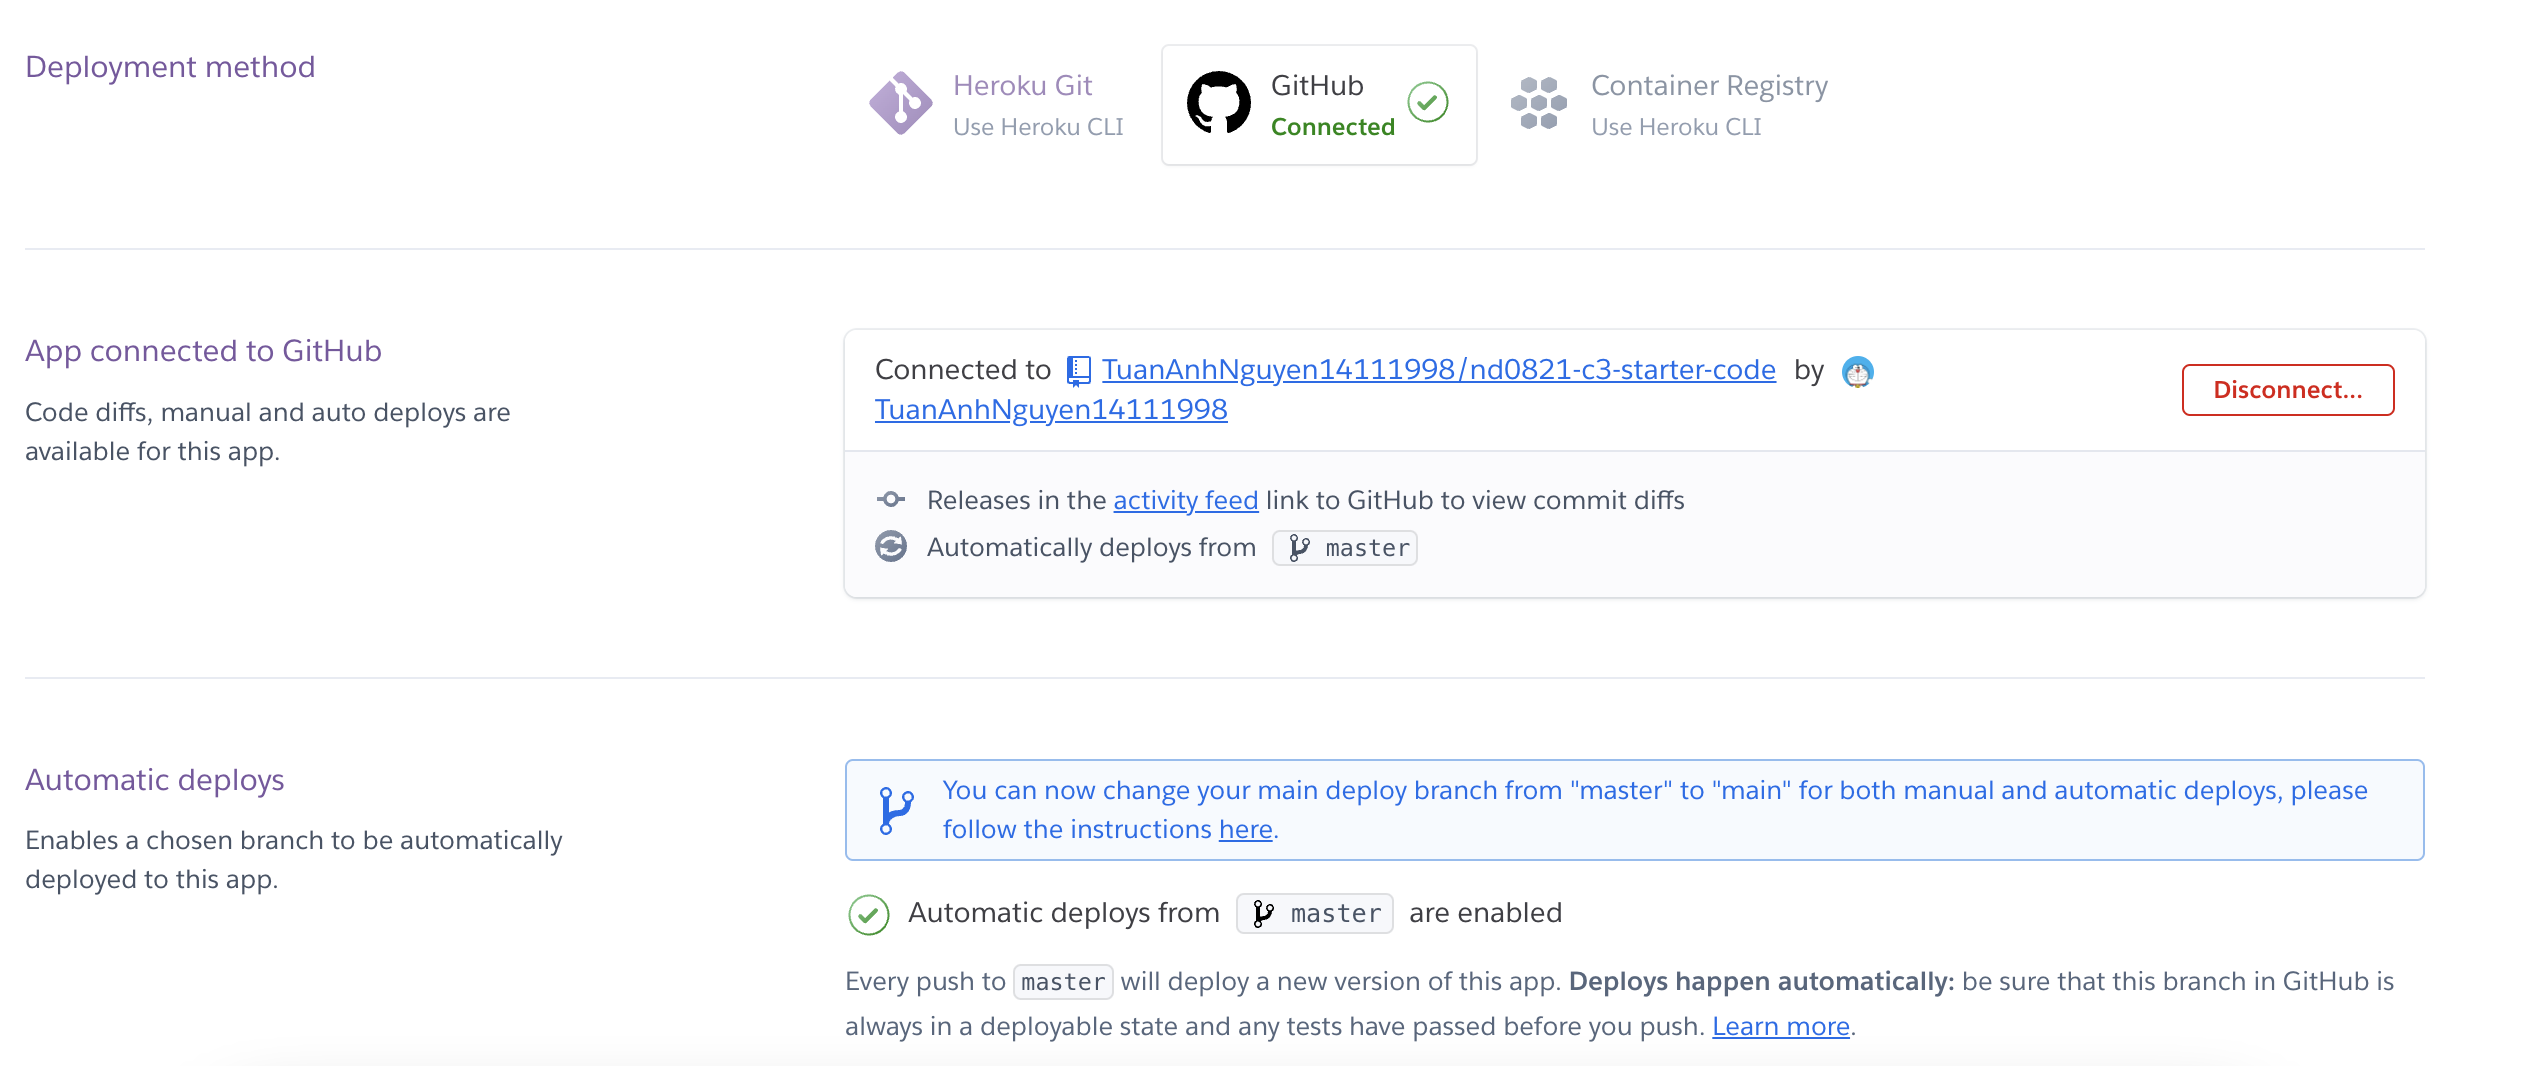 Deployment method
Heroku Git
Use Heroku CLI
GitHub
Connected
Container Registry
Use Heroku CLI
App connected to GitHub
Code diffs, manual and auto deploys are
available for this app.
Connected to TuanAnhNguyen14111998/nd0821-c3-starter-code by
TuanAnhNguyen14111998
Disconnect...
Releases in the activity feed link to GitHub to view commit diffs
Automatically deploys from master
Automatic deploys
Enables a chosen branch to be automatically
deployed to this app.
You can now change your main deploy branch from "master" to "main" for both manual and automatic deploys, please
follow the instructions here.
Automatic deploys from master are enabled
Every push to master will deploy a new version of this app. Deploys happen automatically: be sure that this branch in GitHub is
always in a deployable state and any tests have passed before you push. Learn more.